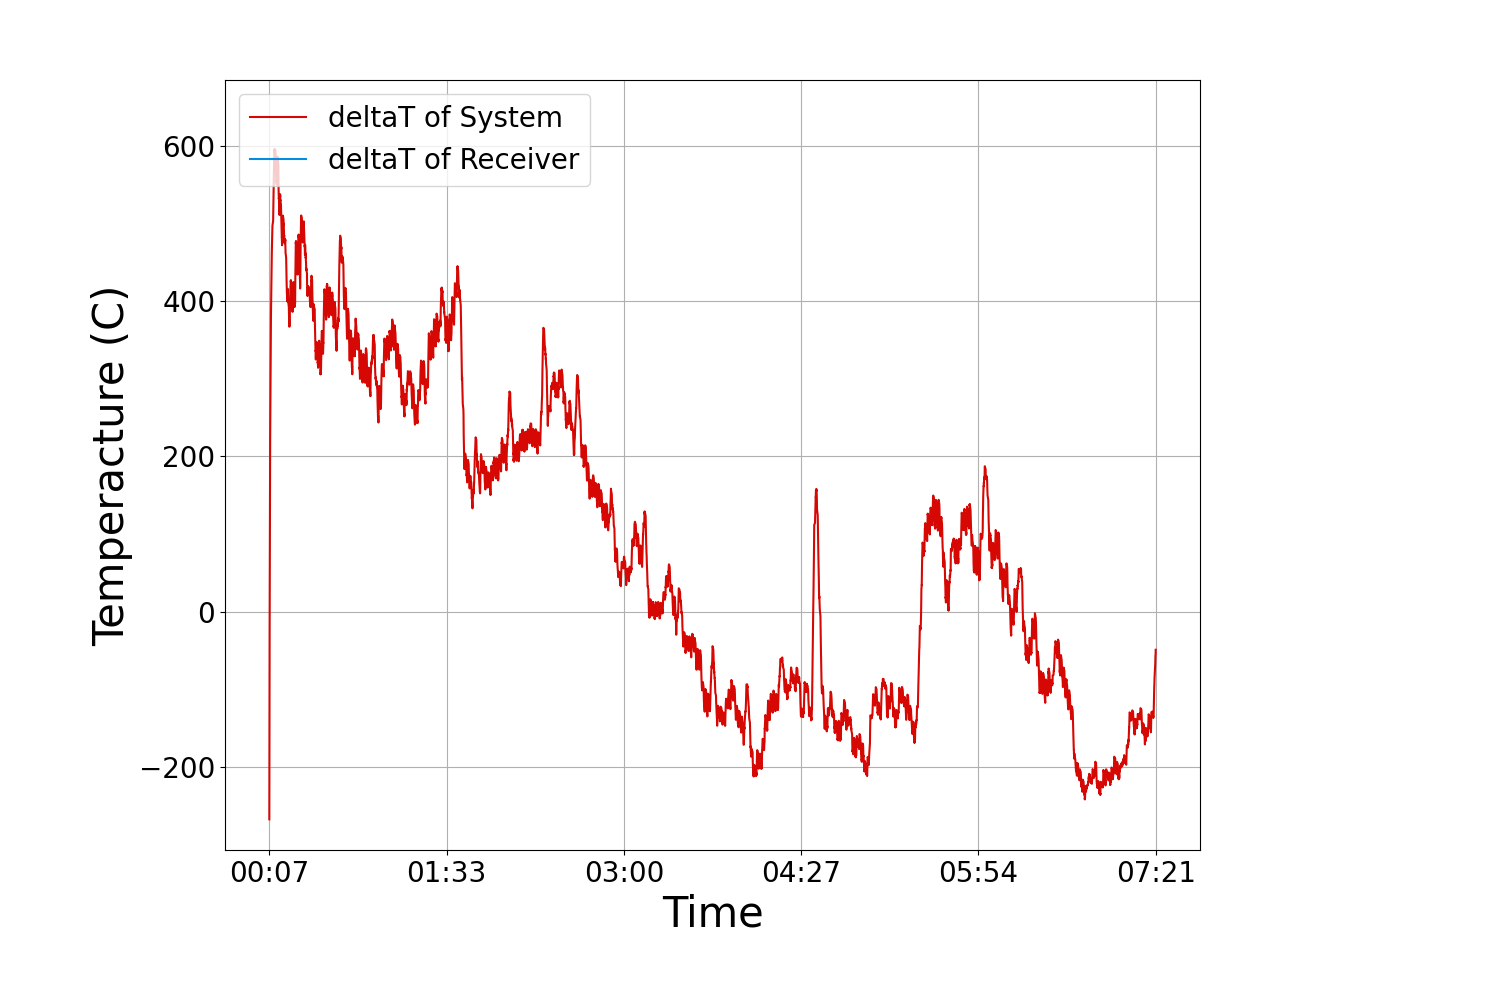 deltaT of System
deltaT of Receiver
600
400
200
0
−200
Temperacture (C)
00:07 01:33 03:00 04:27 05:54 07:21
Time